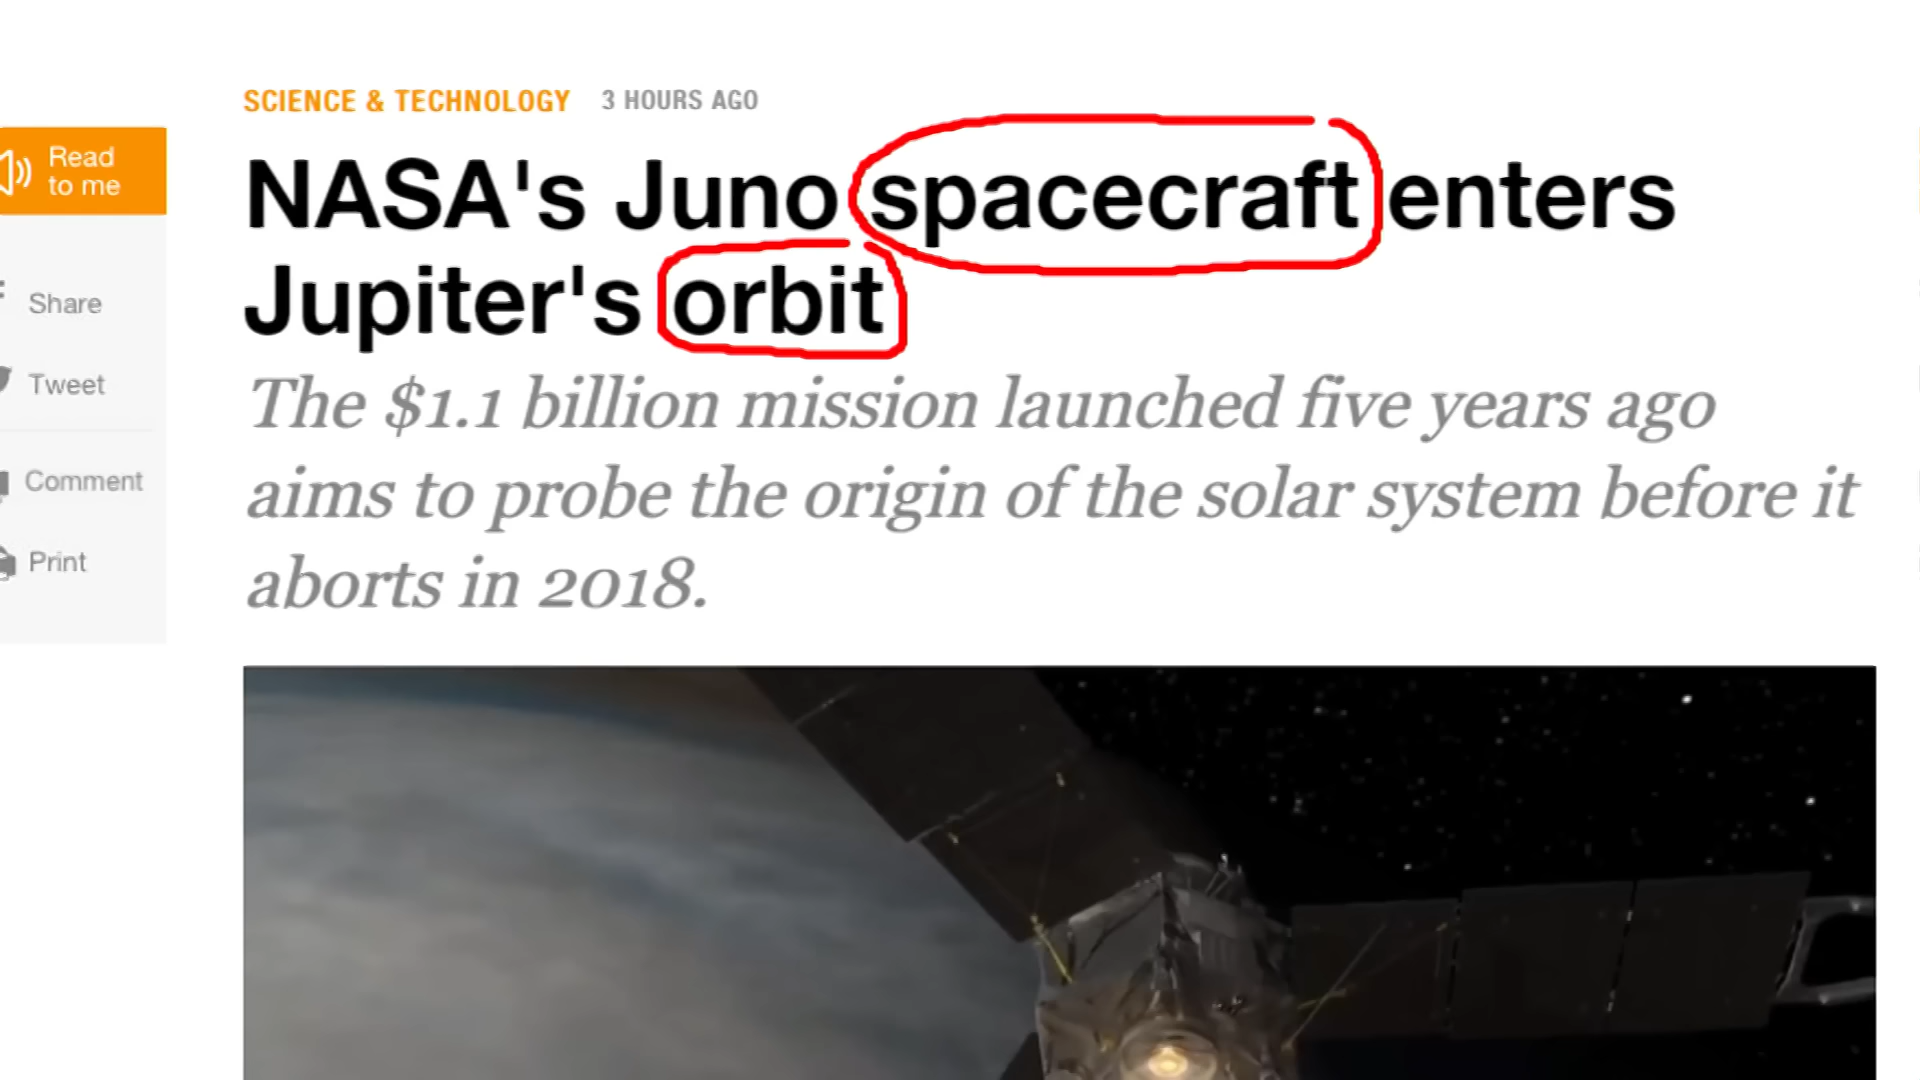 SCIENCE & TECHNOLOGY 3 HOURS AGO
NASA's Juno spacecraft enters
Jupiter's orbit
The $1.1 billion mission launched five years ago
aims to probe the origin of the solar system before it
aborts in 2018.
Read
to me
Share
Tweet
Comment
Print